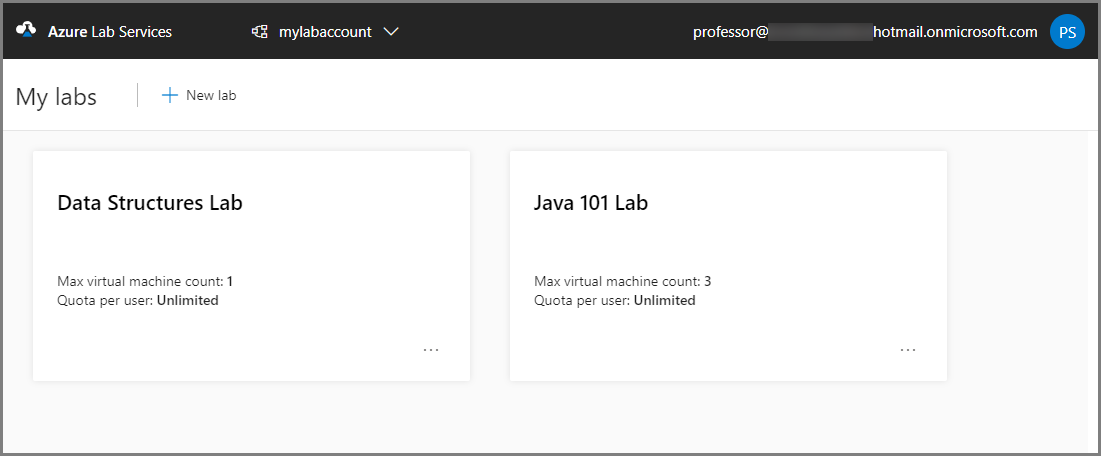 Azure Lab Services mylabaccount professor@ hotmail.onmicrosoft.com PS
My labs New lab
Data Structures Lab
Max virtual machine count: 1
Quota per user: Unlimited
...
Java 101 Lab
Max virtual machine count: 3
Quota per user: Unlimited
...